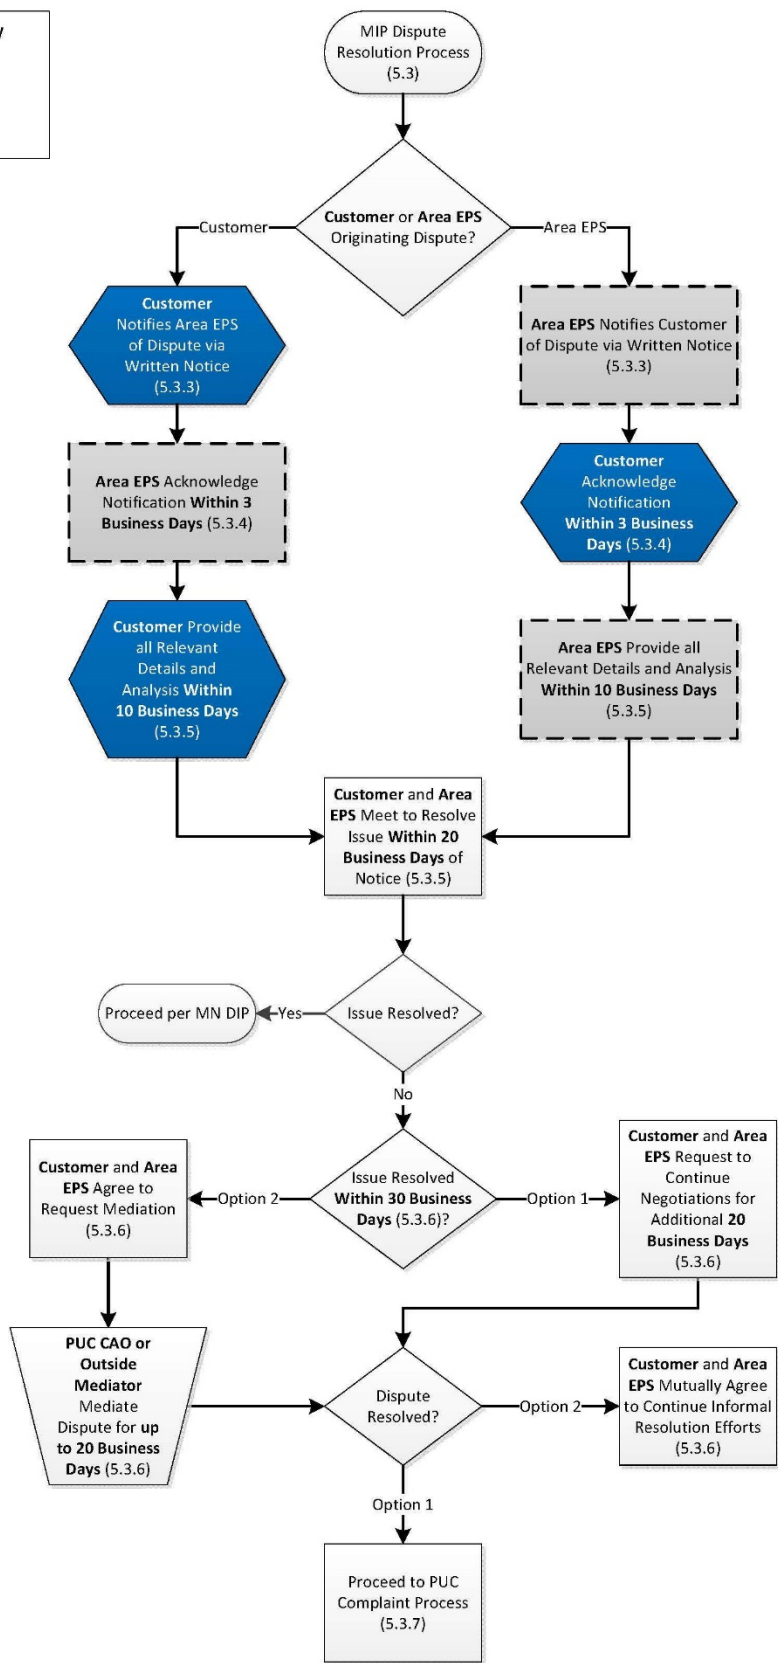 y
MIP Dispute
Resolution Process
(5.3)
Customer or Area EPS
Originating Dispute?
Customer
Area EPS
Customer
Notifies Area EPS
of Dispute via
Written Notice
(5.3.3)
Area EPS Notifies Customer
of Dispute via Written Notice
(5.3.3)
Area EPS Acknowledge
Notification Within 3
Business Days (5.3.4)
Customer
Acknowledge
Notification
Within 3 Business
Days (5.3.4)
Customer Provide
all Relevant
Details and
Analysis Within
10 Business Days
(5.3.5)
Area EPS Provide all
Relevant Details and Analysis
Within 10 Business Days
(5.3.5)
Customer and Area
EPS Meet to Resolve
Issue Within 20
Business Days of
Notice (5.3.5)
Issue Resolved?
Yes
Proceed per MN DIP
No
Issue Resolved
Within 30 Business
Days (5.3.6)?
Option 2
Option 1
Customer and Area
EPS Agree to
Request Mediation
(5.3.6)
Customer and Area
EPS Request to
Continue
Negotiations for
Additional 20
Business Days
(5.3.6)
PUC CAO or
Outside
Mediator
Mediate
Dispute for up
to 20 Business
Days (5.3.6)
Dispute
Resolved?
Option 2
Customer and Area
EPS Mutually Agree
to Continue Informal
Resolution Efforts
(5.3.6)
Option 1
Proceed to PUC
Complaint Process
(5.3.7)